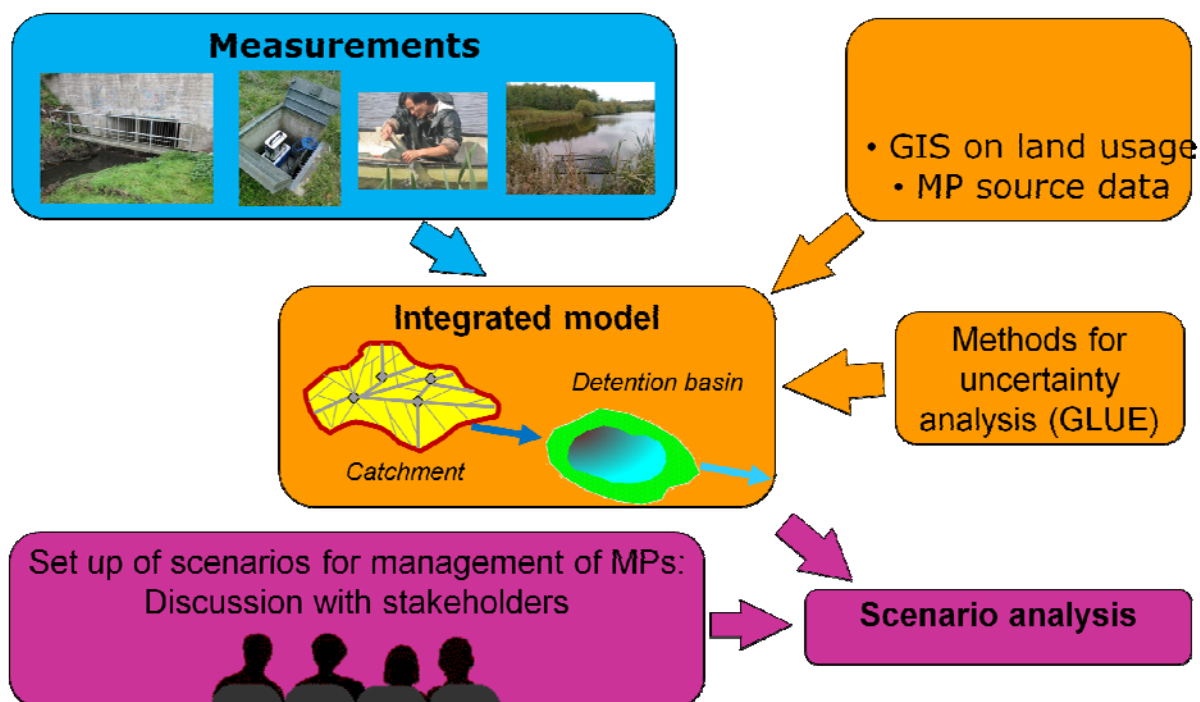 Measurements
• GIS on land usage
• MP source data
Integrated model
Detention basin
Catchment
Methods for
uncertainty
analysis (GLUE)
Set up of scenarios for management of MPs:
Discussion with stakeholders
Scenario analysis